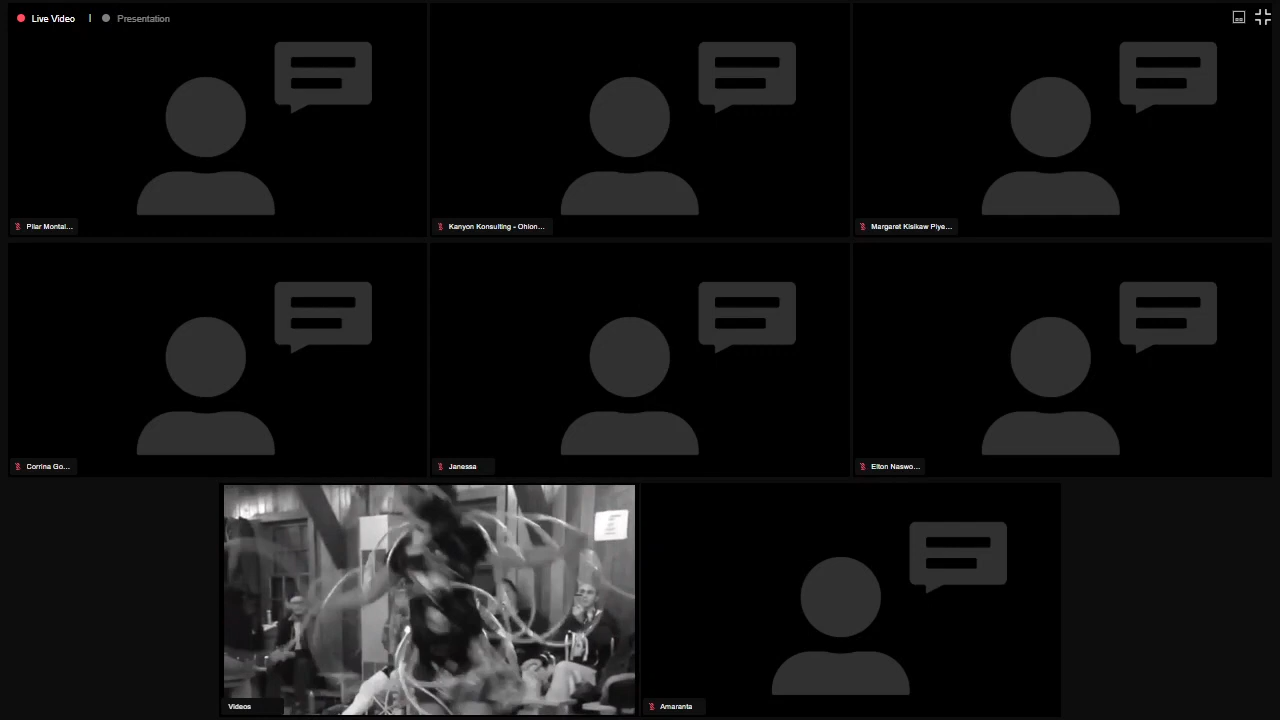 Live Video | Presentation
Pilar Montal...
Kanyon Konsulting - Ohlon...
Margaret Kisikaw Piye...
Corrina Go...
Janessa
Elton Naswo...
Videos
Amaranta